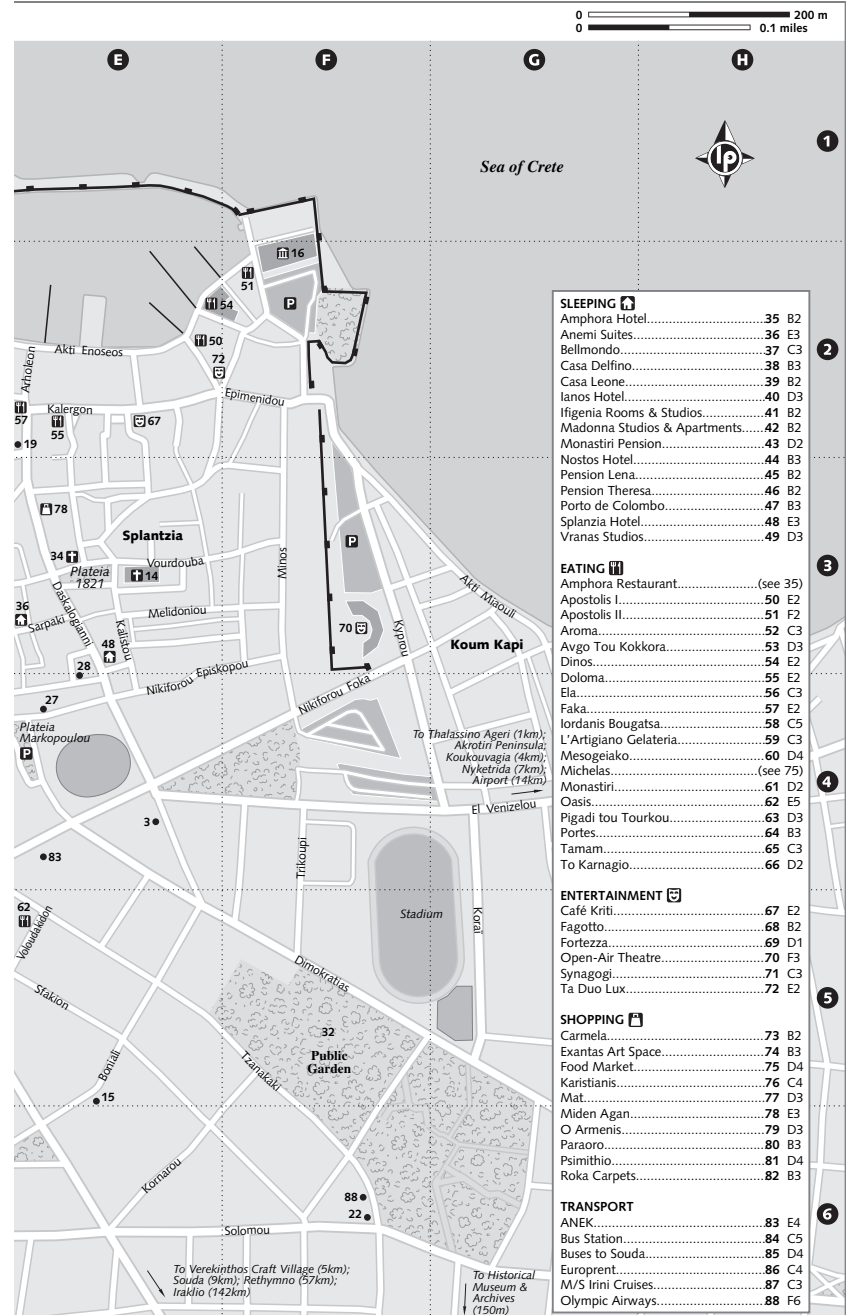 0 200 m
0 0.1 miles
E F G H
1
Sea of Crete
lp
16
51
54
50
72
2
Akti Enoseos
Arholeon
Epimenidou
Kalergon
57
55
67
19
78
Splantzia
34
Plateia
1821
Vourdouba
14
Minos
3
36
Sarpaki
Daskalogianni
Kalistou
Melidoniou
48
28
70
Kyprou
Akti Miaouli
Koum Kapi
27
Nikiforou Episkopou
Nikiforou Foka
Plateia
Markopoulou
P
P
P
To Thalassino Ageri (1km);
Akrotiri Peninsula;
Koukouvagia (4km);
Nyketrida (7km);
Airport (14km)
4
El Venizelou
3
83
Trikoupi
62
Voloudakidon
Stadium
Korai
Sfakion
Dimokratias
5
32
Public
Garden
Tzanakaki
Boniali
15
Kornarou
88
22
Solomou
6
To Verekinthos Craft Village (5km);
Souda (9km); Rethymno (57km);
Iraklio (142km)
To Historical
Museum &
Archives
(150m)
SLEEPING
Amphora Hotel 35 B2
Anemi Suites 36 E3
Bellmondo 37 C3
Casa Delfino 38 B3
Casa Leone 39 B2
Ianos Hotel 40 D3
Ifigenia Rooms & Studios 41 B2
Madonna Studios & Apartments 42 B2
Monastiri Pension 43 D2
Nostos Hotel 44 B3
Pension Lena 45 B2
Pension Theresa 46 B2
Porto de Colombo 47 B3
Splanzia Hotel 48 E3
Vranas Studios 49 D3
EATING
Amphora Restaurant (see 35)
Apostolis I 50 E2
Apostolis II 51 F2
Aroma 52 C3
Avgo Tou Kokkora 53 D3
Dinos 54 E2
Doloma 55 E2
Ela 56 C3
Faka 57 E2
Iordanis Bougatsa 58 C5
L'Artigiano Gelateria 59 C3
Mesogeiako 60 D4
Michelas (see 75)
Monastiri 61 D2
Oasis 62 E5
Pigadi tou Tourkou 63 D3
Portes 64 B3
Tamam 65 C3
To Karnagio 66 D2
ENTERTAINMENT
Café Kriti 67 E2
Fagotto 68 B2
Fortezza 69 D1
Open-Air Theatre 70 F3
Synagogi 71 C3
Ta Duo Lux 72 E2
SHOPPING
Carmela 73 B2
Exantas Art Space 74 B3
Food Market 75 D4
Karistianis 76 C4
Mat 77 D3
Miden Agan 78 E3
O Armenis 79 D3
Paraoro 80 B3
Psimithio 81 D4
Roka Carpets 82 B3
TRANSPORT
ANEK 83 E4
Bus Station 84 C5
Buses to Souda 85 D4
Europrent 86 C4
M/S Irini Cruises 87 C3
Olympic Airways 88 F6